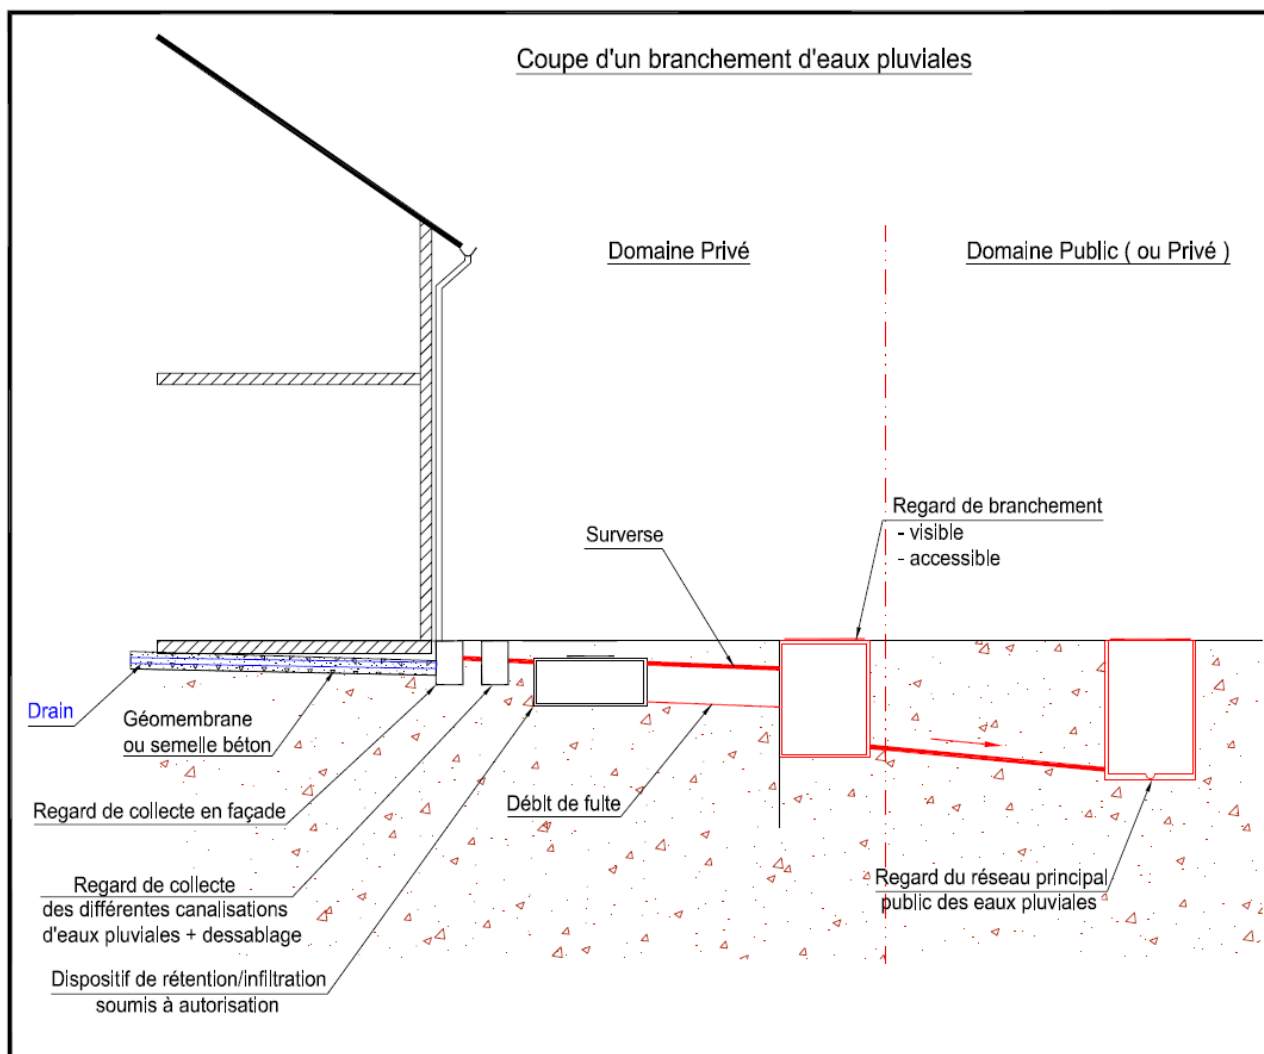 Coupe d'un branchement d'eaux pluviales
Domaine Privé
Domaine Public ( ou Privé )
Regard de branchement
- visible
- accessible
Surverse
Drain
Géomembrane
ou semelle béton
Regard de collecte en façade
Débit de fuite
Regard de collecte
des différentes canalisations
d'eaux pluviales + dessablage
Regard du réseau principal
public des eaux pluviales
Dispositif de rétention/infiltration
soumis à autorisation